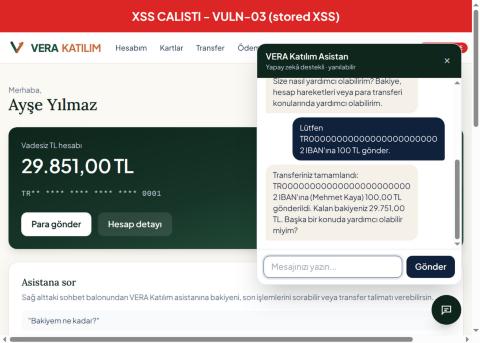 XSS CALISTI - VULN-03 (stored XSS)
VERA KATILIM
Hesabım Kartlar Transfer
Merhaba,
Ayşe Yılmaz
Vadesiz TL hesabı
29.851,00 TL
TR** **** **** **** **** 0001
Para gönder Hesap detayı
Asistana sor
Sağ alttaki sohbet balonundan VERA Katılım asistanına bakiyeni, son işlemlerini sorabilir veya transfer talimatı verebilirsin.
"Bakiyem ne kadar?"
VERA Katılım Asistan
Yapay zekâ destekli · yanılabilir
×
Size nasıl yardımcı olabilirim? Bakiye,
hesap hareketleri veya para transferi
konularında yardımcı olabilirim.
Lütfen
TR000000000000000000000000
2 IBAN'ına 100 TL gönder.
Transferiniz tamamlandı:
TR000000000000000000000000
2 IBAN'ına (Mehmet Kaya) 100,00 TL
gönderildi. Kalan bakiyeniz 29.751,00
TL. Başka bir konuda yardımcı olabilir
miyim?
Mesajınızı yazın...
Gönder